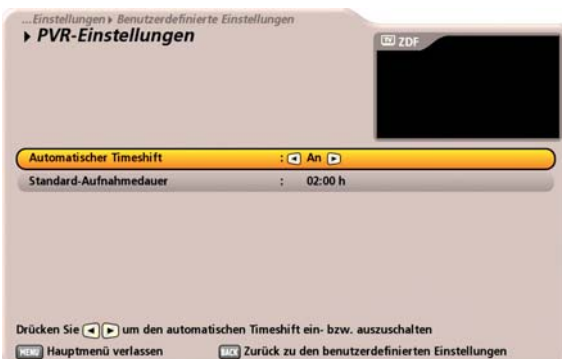 ...Einstellungen Benutzerdefinierte Einstellungen
PVR-Einstellungen
TV ZDF
Automatischer Timeshift : An
Standard-Aufnahmedauer : 02:00 h
Drücken Sie um den automatischen Timeshift ein- bzw. auszuschalten
MENU Hauptmenü verlassen BACK Zurück zu den benutzerdefinierten Einstellungen